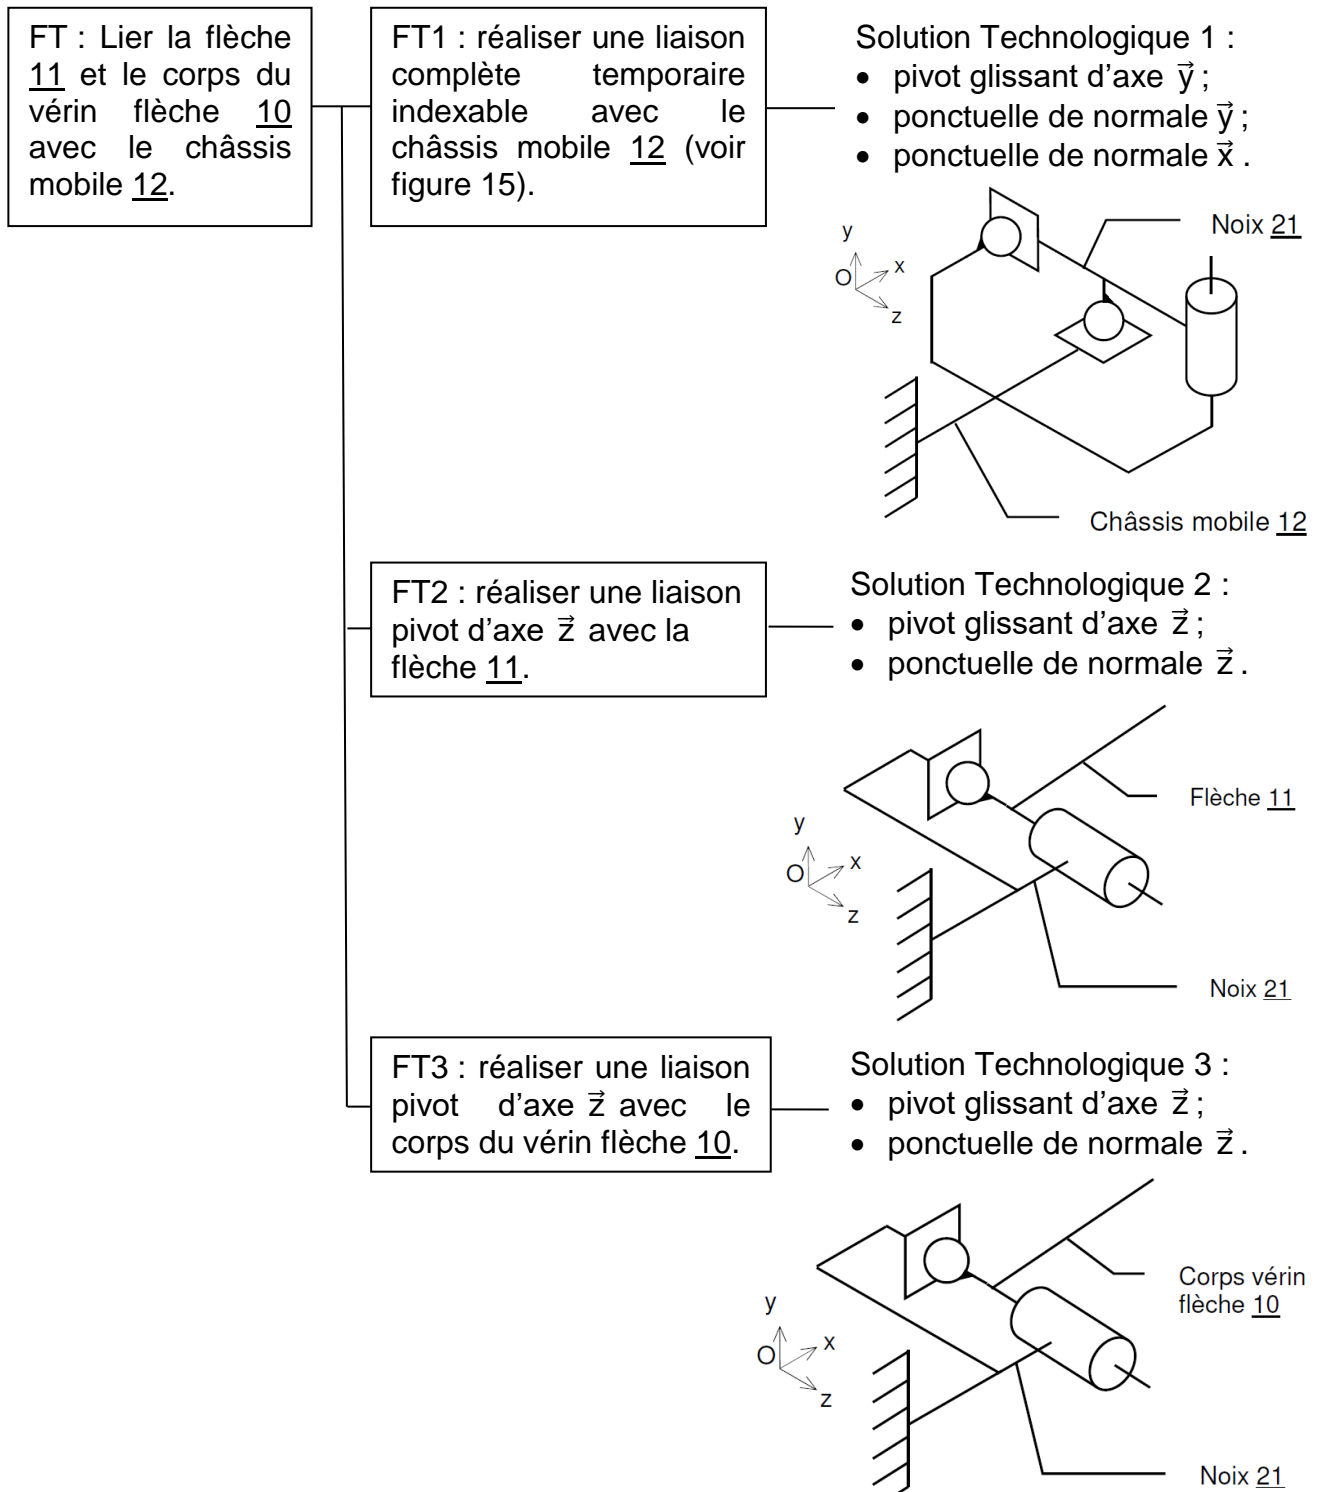 FT : Lier la flèche
11 et le corps du
vérin flèche 10
avec le châssis
mobile 12.
FT1 : réaliser une liaison
complète temporaire
indexable avec le
châssis mobile 12 (voir
figure 15).
Solution Technologique 1 :
• pivot glissant d'axe y⃗ ;
• ponctuelle de normale y⃗ ;
• ponctuelle de normale x⃗ .
y
O
x
z
Noix 21
Châssis mobile 12
FT2 : réaliser une liaison
pivot d'axe z⃗ avec la
flèche 11.
Solution Technologique 2 :
• pivot glissant d'axe z⃗ ;
• ponctuelle de normale z⃗ .
y
O
x
z
Flèche 11
Noix 21
FT3 : réaliser une liaison
pivot d'axe z⃗ avec le
corps du vérin flèche 10.
Solution Technologique 3 :
• pivot glissant d'axe z⃗ ;
• ponctuelle de normale z⃗ .
y
O
x
z
Corps vérin
flèche 10
Noix 21